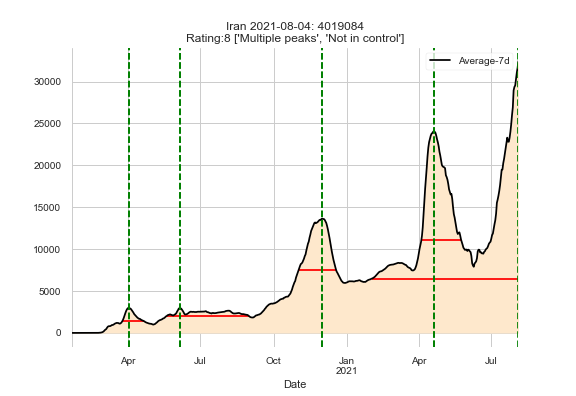 Iran 2021-08-04: 4019084
Rating:8 ['Multiple peaks', 'Not in control']
Average-7d
30000
25000
20000
15000
10000
5000
0
Apr Jul Oct Jan Apr Jul
2021
Date